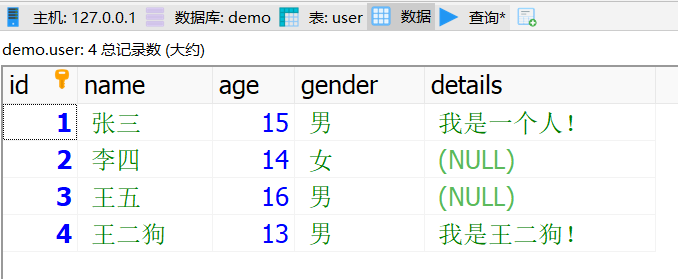 主机: 127.0.0.1 数据库: demo 表: user 数据 查询*
demo.user: 4 总记录数 (大约)
id name age gender details
1 张三 15 男 我是一个人！
2 李四 14 女 (NULL)
3 王五 16 男 (NULL)
4 王二狗 13 男 我是王二狗！